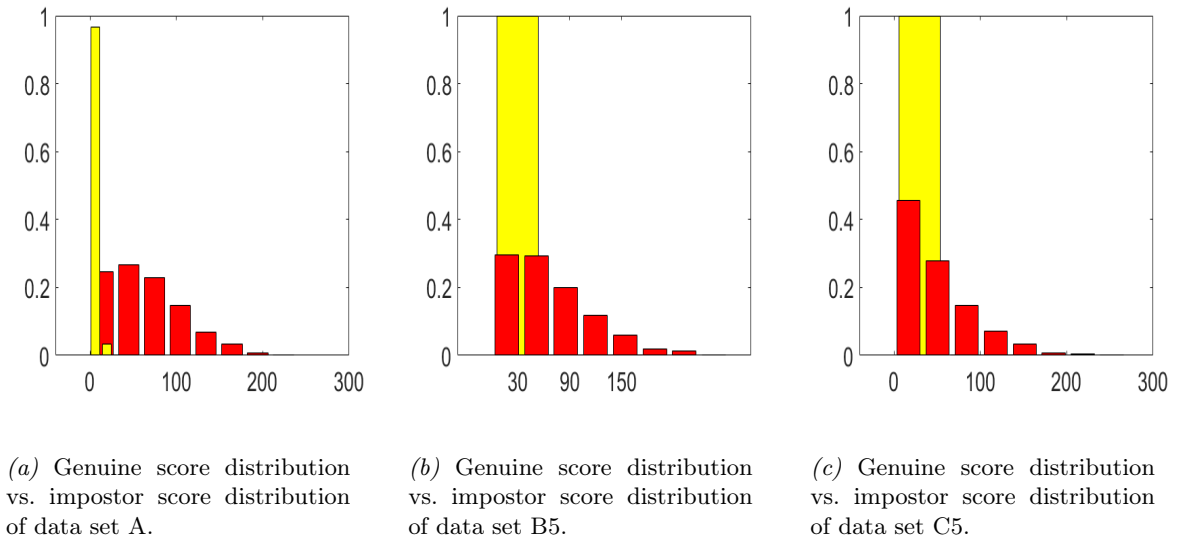 1
0.8
0.6
0.4
0.2
0
0 100 200 300
1
0.8
0.6
0.4
0.2
0
30 90 150
1
0.8
0.6
0.4
0.2
0
0 100 200 300
(a) Genuine score distribution
vs. impostor score distribution
of data set A.
(b) Genuine score distribution
vs. impostor score distribution
of data set B5.
(c) Genuine score distribution
vs. impostor score distribution
of data set C5.